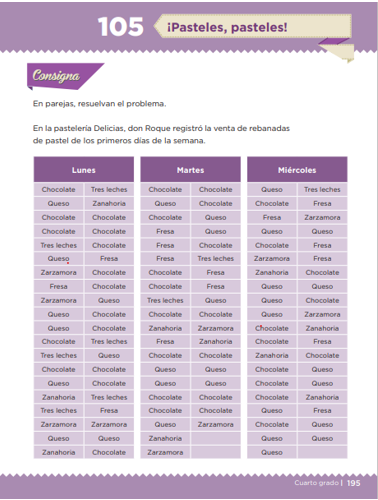 105 ¡Pasteles, pasteles!
Consigna
En parejas, resuelvan el problema.
En la pastelería Delicias, don Roque registró la venta de rebanadas
de pastel de los primeros días de la semana.
Lunes Martes Miércoles
Chocolate Tres leches Chocolate Chocolate Queso Tres leches
Queso Zanahoria Queso Chocolate Chocolate Fresa
Chocolate Chocolate Chocolate Queso Fresa Zarzamora
Chocolate Chocolate Fresa Queso Queso Queso
Tres leches Chocolate Fresa Chocolate Chocolate Fresa
Queso Fresa Fresa Tres leches Zarzamora Fresa
Zarzamora Chocolate Chocolate Fresa Zanahoria Chocolate
Fresa Chocolate Chocolate Fresa Queso Queso
Zarzamora Queso Tres leches Queso Queso Chocolate
Queso Chocolate Chocolate Chocolate Queso Zarzamora
Queso Chocolate Zanahoria Zarzamora Chocolate Zanahoria
Chocolate Tres leches Fresa Zanahoria Chocolate Fresa
Tres leches Queso Chocolate Chocolate Zanahoria Chocolate
Chocolate Chocolate Queso Queso Chocolate Queso
Queso Chocolate Chocolate Chocolate Queso Queso
Zanahoria Tres leches Chocolate Chocolate Chocolate Zanahoria
Tres leches Fresa Chocolate Chocolate Queso Fresa
Zarzamora Zarzamora Queso Zarzamora Chocolate Queso
Queso Queso Zanahoria Queso Queso
Zanahoria Chocolate Zarzamora Queso
Cuarto grado | 195